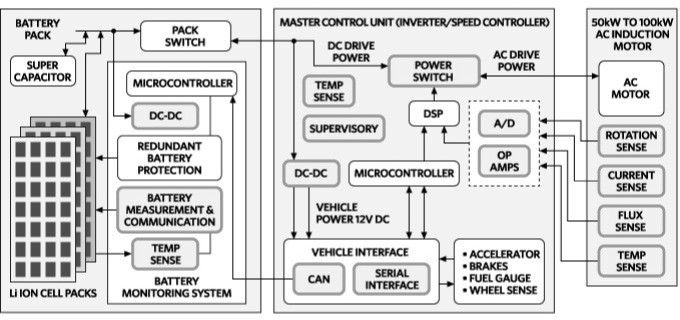 BATTERY
PACK
SUPER
CAPACITOR
PACK
SWITCH
MICROCONTROLLER
DC-DC
REDUNDANT
BATTERY
PROTECTION
BATTERY
MEASUREMENT &
COMMUNICATION
TEMP
SENSE
BATTERY
MONITORING SYSTEM
Li ION CELL PACKS
MASTER CONTROL UNIT (INVERTER/SPEED CONTROLLER)
DC DRIVE
POWER
POWER
SWITCH
AC DRIVE
POWER
TEMP
SENSE
SUPERVISORY
DSP
A/D
OP
AMPS
DC-DC
MICROCONTROLLER
VEHICLE
POWER 12V DC
VEHICLE INTERFACE
CAN
SERIAL
INTERFACE
• ACCELERATOR
• BRAKES
• FUEL GAUGE
• WHEEL SENSE
50kW TO 100kW
AC INDUCTION
MOTOR
AC
MOTOR
ROTATION
SENSE
CURRENT
SENSE
FLUX
SENSE
TEMP
SENSE